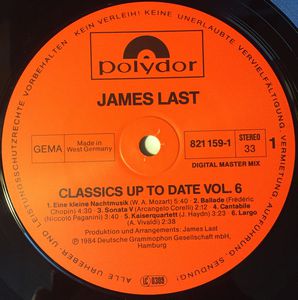 KEIN VERLEIH! KEINE UNERLAUBTE VERVIELFÄLTIGUNG, VERMIETUNG, AUFFÜHRUNG, SENDUNG!
ALLE URHEBER UND LEISTUNGSSCHUTZRECHTE VORBEHALTEN
polydor
JAMES LAST
GEMA
Made in
West Germany
821 159-1
STEREO
33
1
DIGITAL MASTER MIX
CLASSICS UP TO DATE VOL. 6
1. Eine kleine Nachtmusik (W. A. Mozart) 5:30 2. Ballade (Frédéric
Chopin) 4:40 3. Sonata V (Arcangelo Corelli) 2:00 4. Cantabile
(Niccolò Paganini) 3:40 5. Kaiserquartett (J. Haydn) 3:23 6. Largo
(A. Vivaldi) 2:38
Produktion und Arrangements: James Last
℗ 1984 Deutsche Grammophon Gesellschaft mbH,
Hamburg
LC 0309